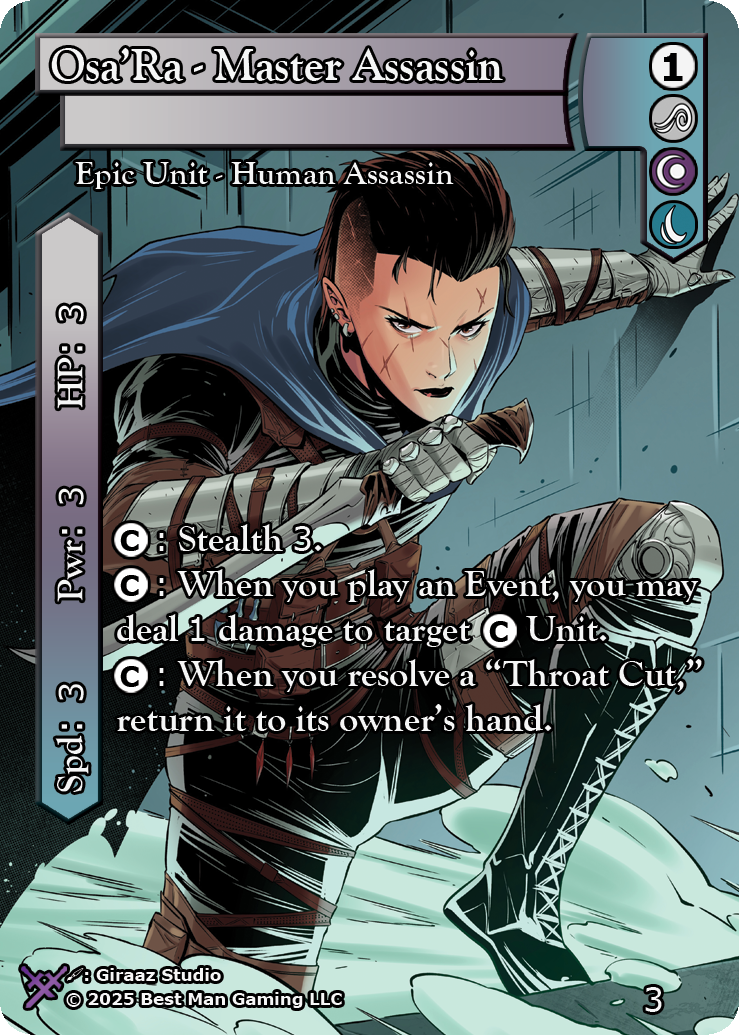 Osa'Ra - Master Assassin
1
Epic Unit - Human Assassin
HP: 3
Pwr: 3
Spd: 3
C : Stealth 3.
C : When you play an Event, you may
deal 1 damage to target C Unit.
C : When you resolve a “Throat Cut,”
return it to its owner's hand.
: Giraaz Studio
© 2025 Best Man Gaming LLC
3